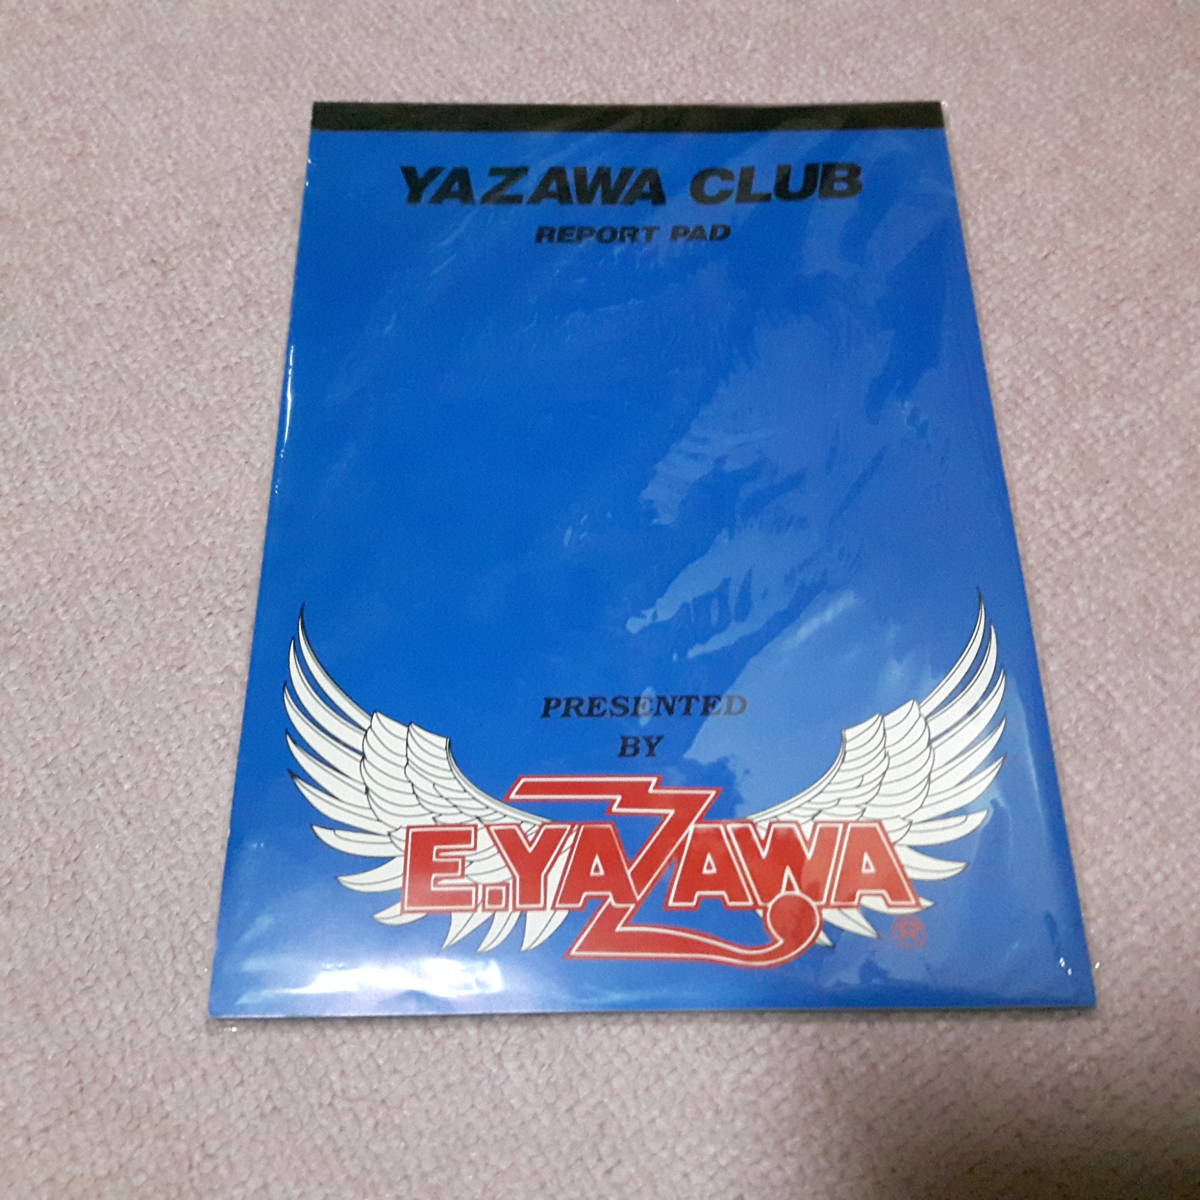 YAZAWA CLUB
REPORT PAD
PRESENTED
BY
E.YAZAWA
®